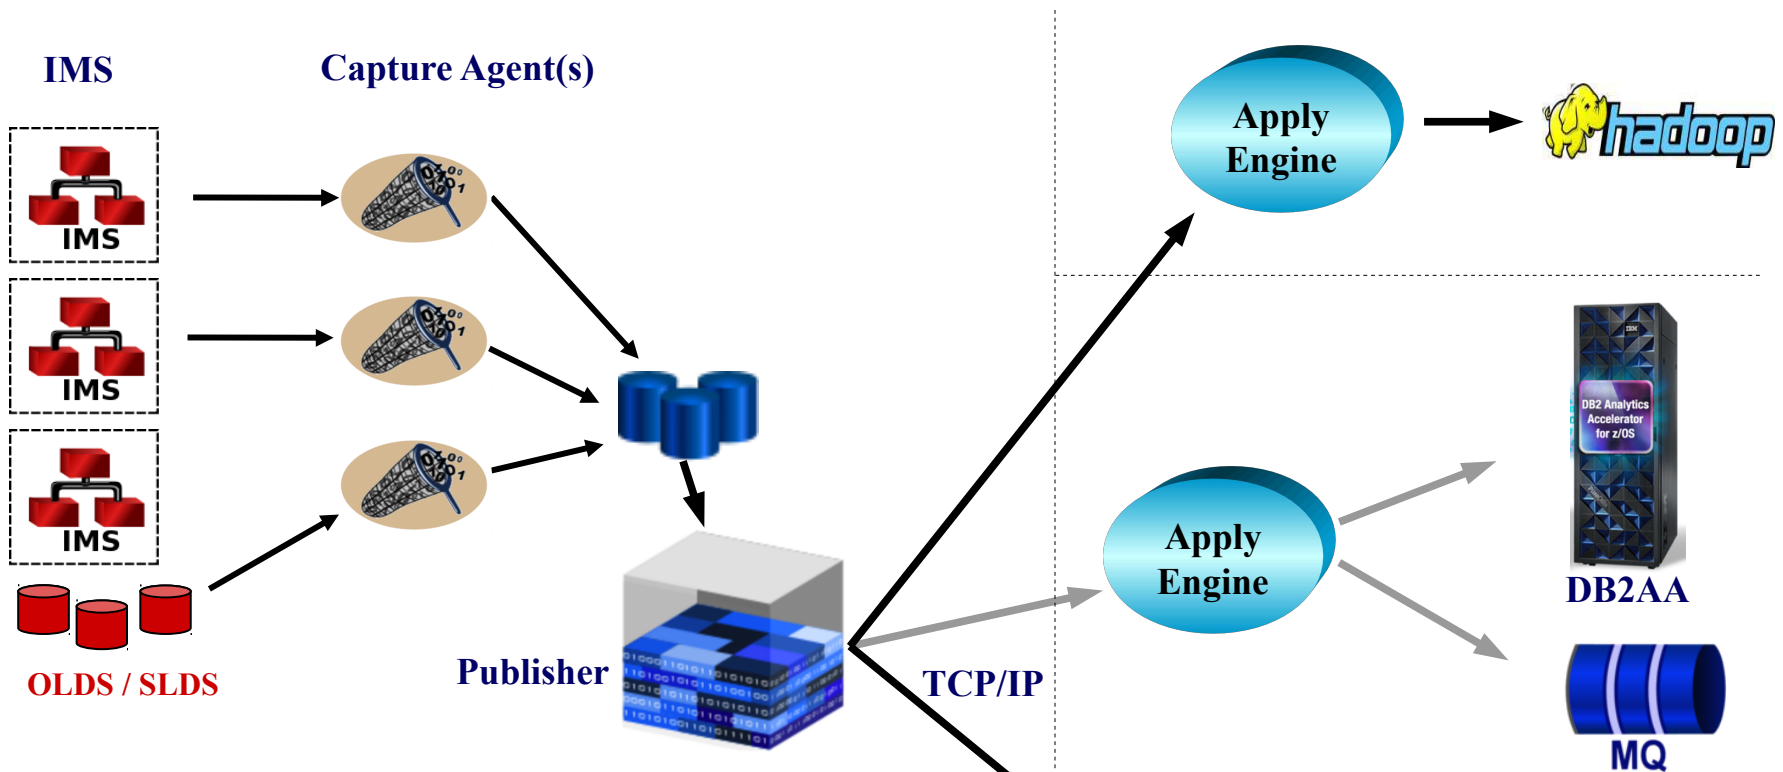 IMS
Capture Agent(s)
IMS
IMS
IMS
OLDS / SLDS
Publisher
TCP/IP
Apply
Engine
hadoop
Apply
Engine
IBM
DB2 Analytics
Accelerator
for z/OS
DB2AA
MQ